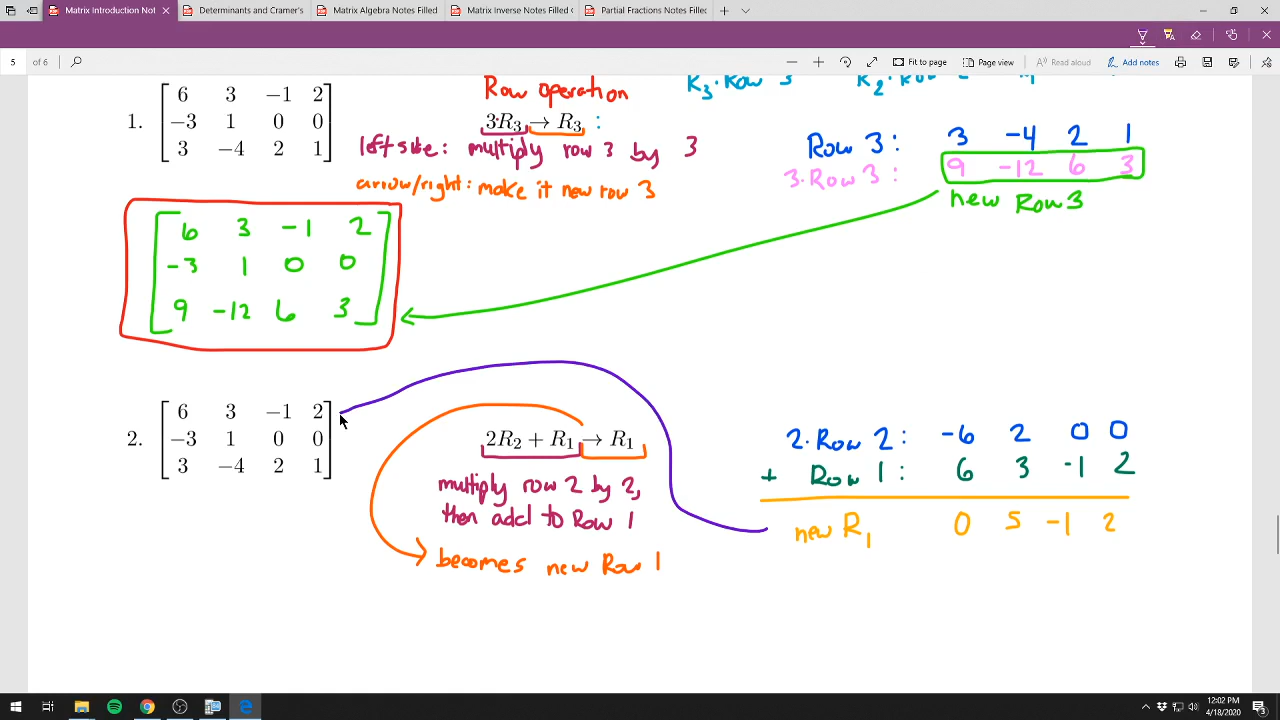 Matrix Introduction Not
Determinants and Cramer's
Matrix Algebra Notes Filled
Matrix Inverse Notes Filled
Partial Fractions Notes Filled
5 of 6
Fit to page
Page view
Read aloud
Add notes
Row operation
R3·Row 3
1.
6 3 −1 2
−3 1 0 0
3 −4 2 1
3R3 → R3 :
left side: multiply row 3 by 3
arrow/right: make it new row 3
Row 3: 3 -4 2 1
3·Row 3: 9 -12 6 3
new Row 3
6 3 -1 2
-3 1 0 0
9 -12 6 3
2.
6 3 −1 2
−3 1 0 0
3 −4 2 1
2R2 + R1 → R1
multiply row 2 by 2,
then add to Row 1
becomes new Row 1
2·Row 2: -6 2 0 0
+ Row 1: 6 3 -1 2
new R1 0 5 -1 2
12:02 PM
4/18/2020